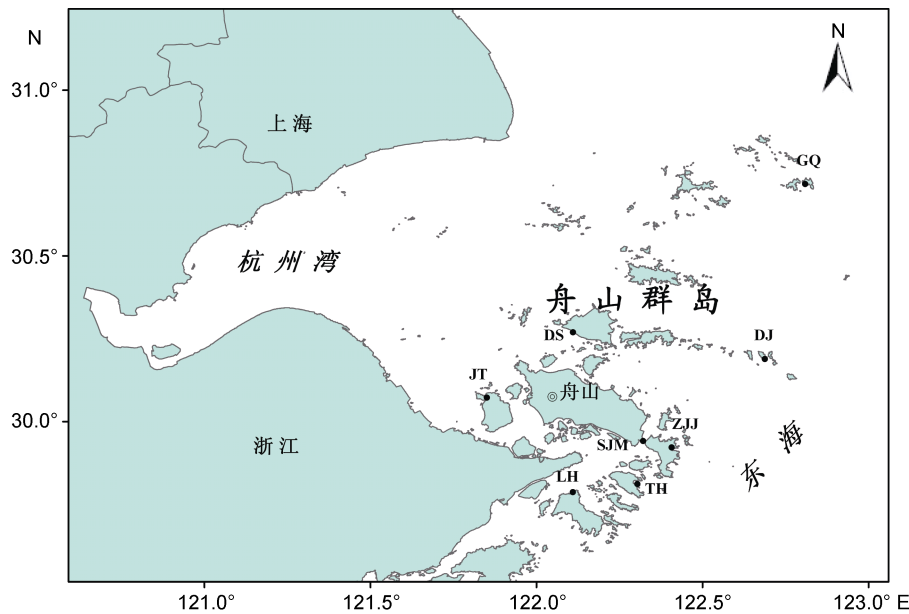 N
N
31.0°
上海
GQ
30.5°
杭州湾
舟山群岛
DS
DJ
JT
舟山
30.0°
ZJJ
浙江
SJM
东海
LH
TH
121.0°
121.5°
122.0°
122.5°
123.0° E